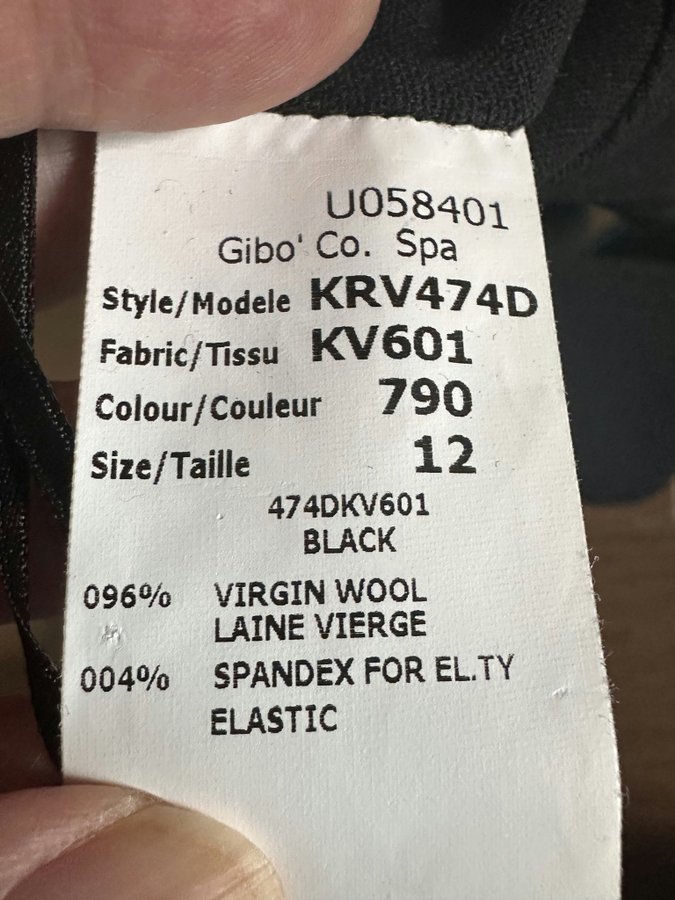 U058401
Gibo' Co. Spa
Style/Modele KRV474D
Fabric/Tissu KV601
Colour/Couleur 790
Size/Taille 12
474DKV601
BLACK
096% VIRGIN WOOL
LAINE VIERGE
004% SPANDEX FOR EL.TY
ELASTIC